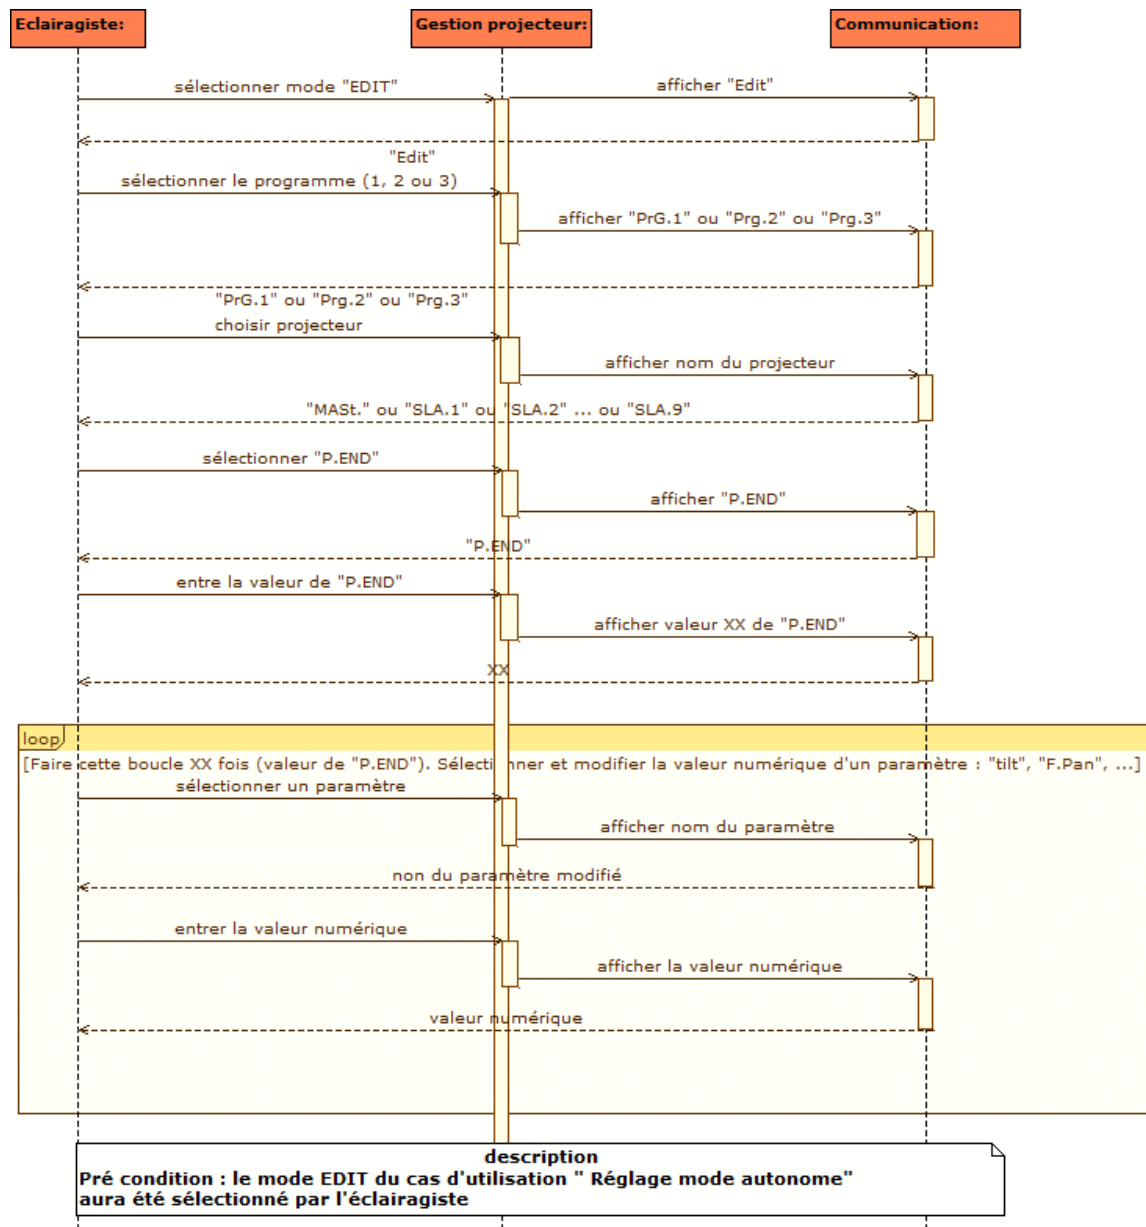 Eclairagiste:
Gestion projecteur:
Communication:
sélectionner mode "EDIT"
afficher "Edit"
"Edit"
sélectionner le programme (1, 2 ou 3)
afficher "PrG.1" ou "Prg.2" ou "Prg.3"
"PrG.1" ou "Prg.2" ou "Prg.3"
choisir projecteur
afficher nom du projecteur
"MASt." ou "SLA.1" ou "SLA.2" ... ou "SLA.9"
sélectionner "P.END"
afficher "P.END"
"P.END"
entre la valeur de "P.END"
afficher valeur XX de "P.END"
XX
loop
[Faire cette boucle XX fois (valeur de "P.END"). Sélectionner et modifier la valeur numérique d'un paramètre : "tilt", "F.Pan", ...]
sélectionner un paramètre
afficher nom du paramètre
non du paramètre modifié
entrer la valeur numérique
afficher la valeur numérique
valeur numérique
description
Pré condition : le mode EDIT du cas d'utilisation " Réglage mode autonome"
aura été sélectionné par l'éclairagiste